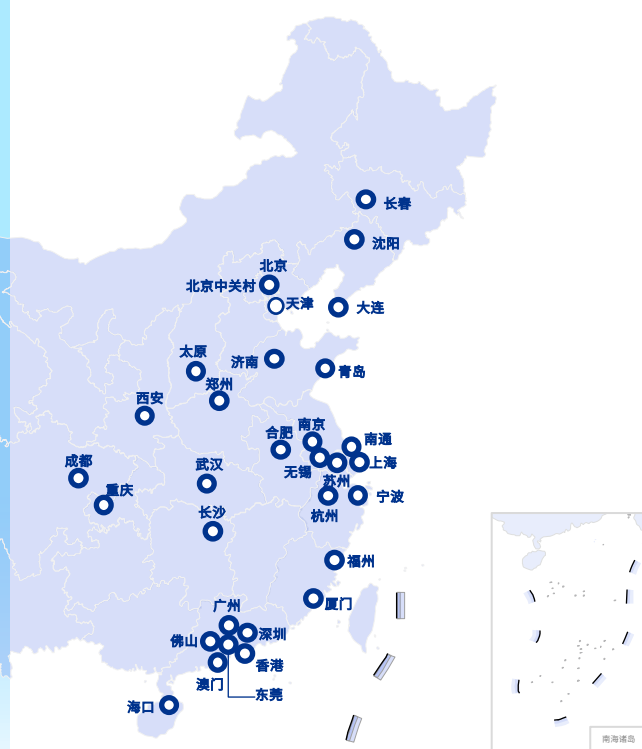 长春
沈阳
北京
北京中关村
天津
大连
太原
济南
青岛
郑州
西安
南京
合肥
南通
成都
武汉
无锡
上海
重庆
苏州
宁波
长沙
杭州
福州
厦门
广州
深圳
佛山
香港
澳门
东莞
海口
南海诸岛